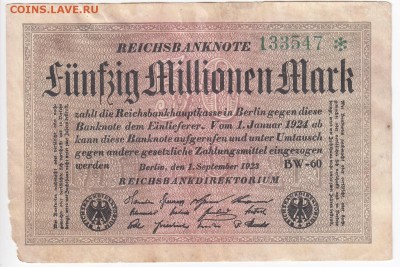 COINS.LAVE.RU
REICHSBANKNOTE 133547 *
Fünfzig Millionen Mark
zahlt die Reichsbankhauptkasse in Berlin gegen diese
Banknote dem Einlieferer. Vom 1. Januar 1924 ab
kann diese Banknote aufgerufen und unter Umtausch
gegen andere gesetzliche Zahlungsmittel eingezogen
werden Berlin, den 1. September 1923 BW-60
REICHSBANKDIREKTORIUM